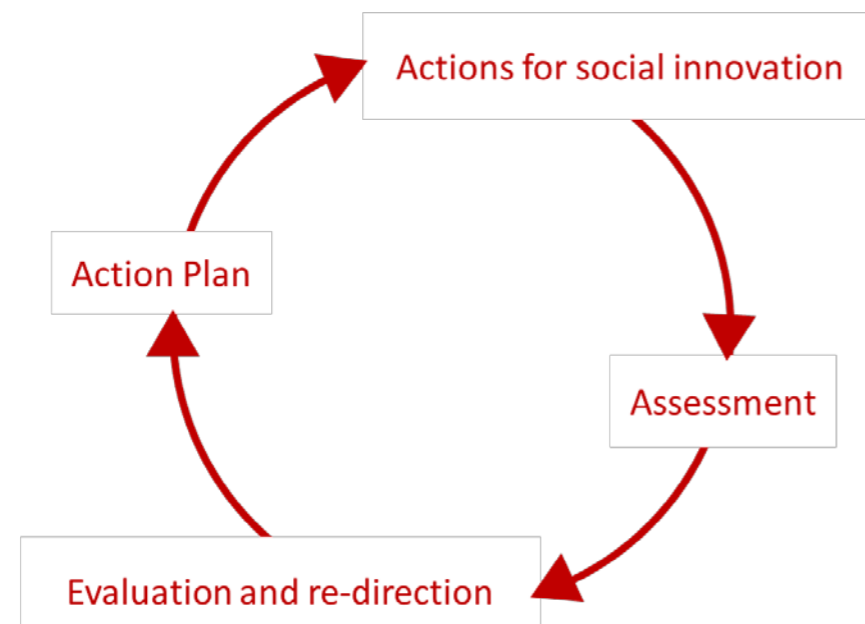 Actions for social innovation
Action Plan
Assessment
Evaluation and re-direction